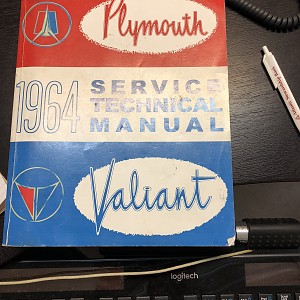 Plymouth
1964
SERVICE
TECHNICAL
MANUAL
Valiant
logitech